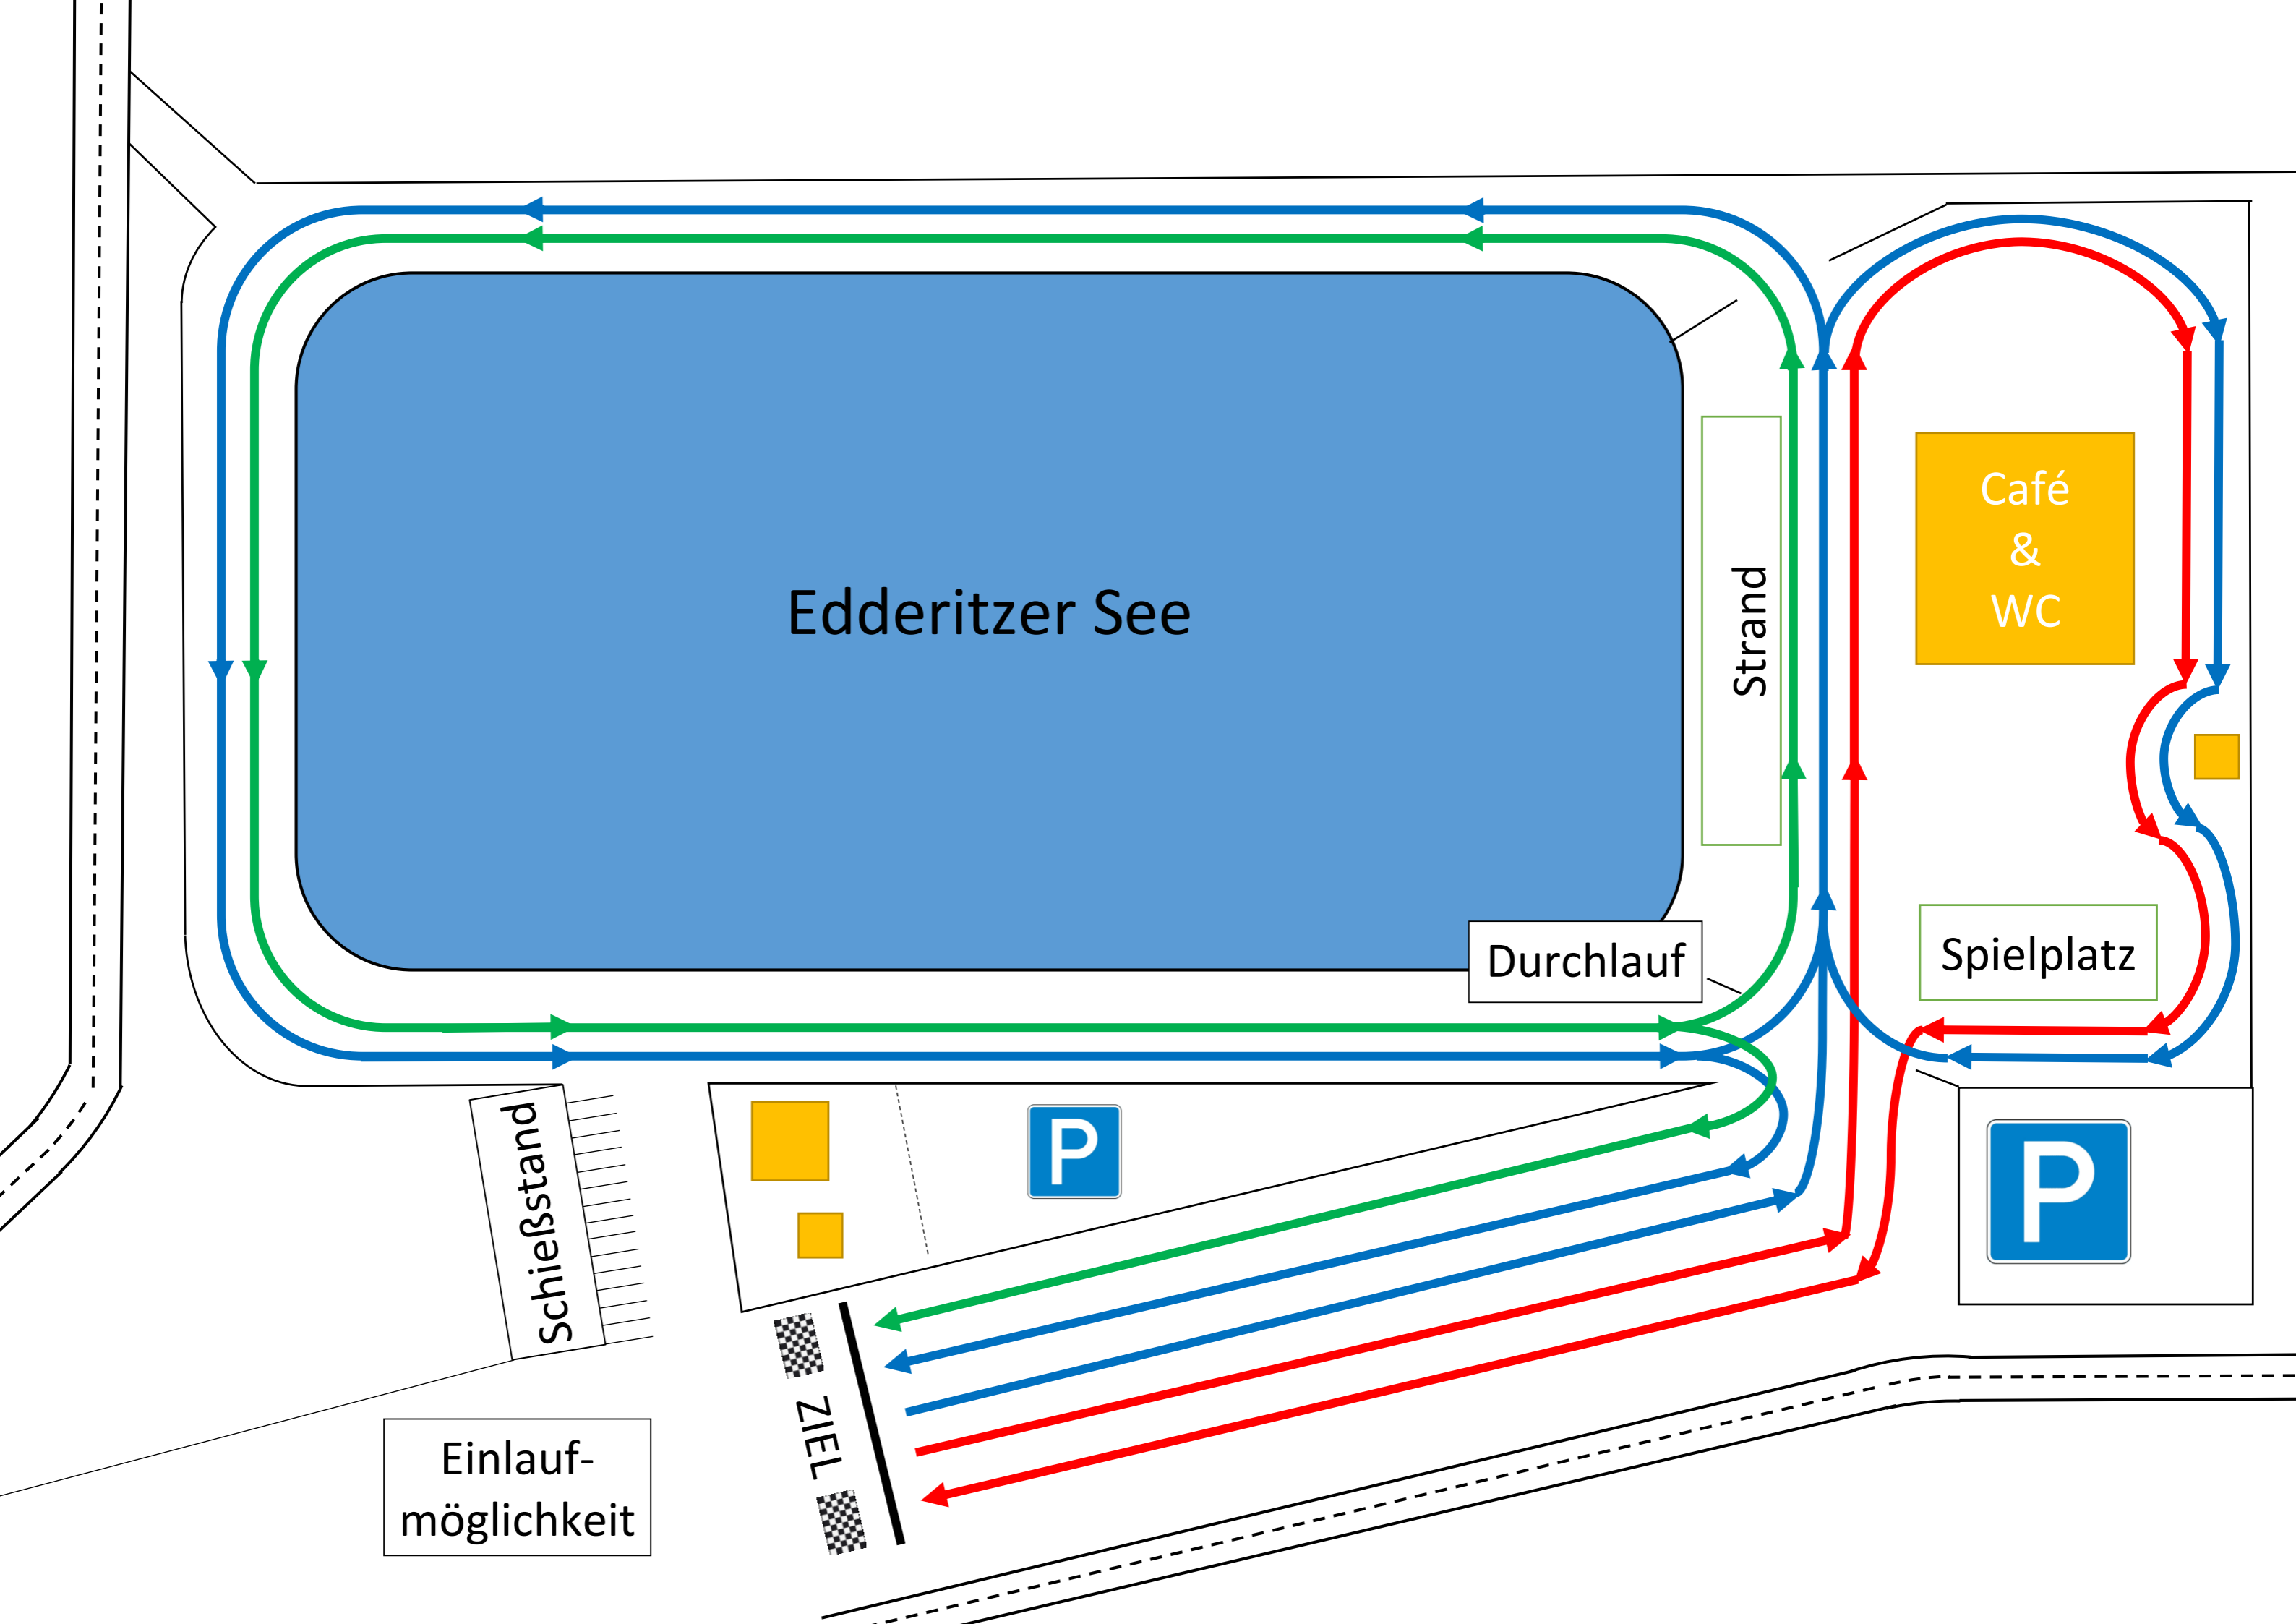 Edderitzer See
Strand
Café
&
WC
Durchlauf
Spielplatz
P
P
Schießstand
ZIEL
Einlauf-
möglichkeit